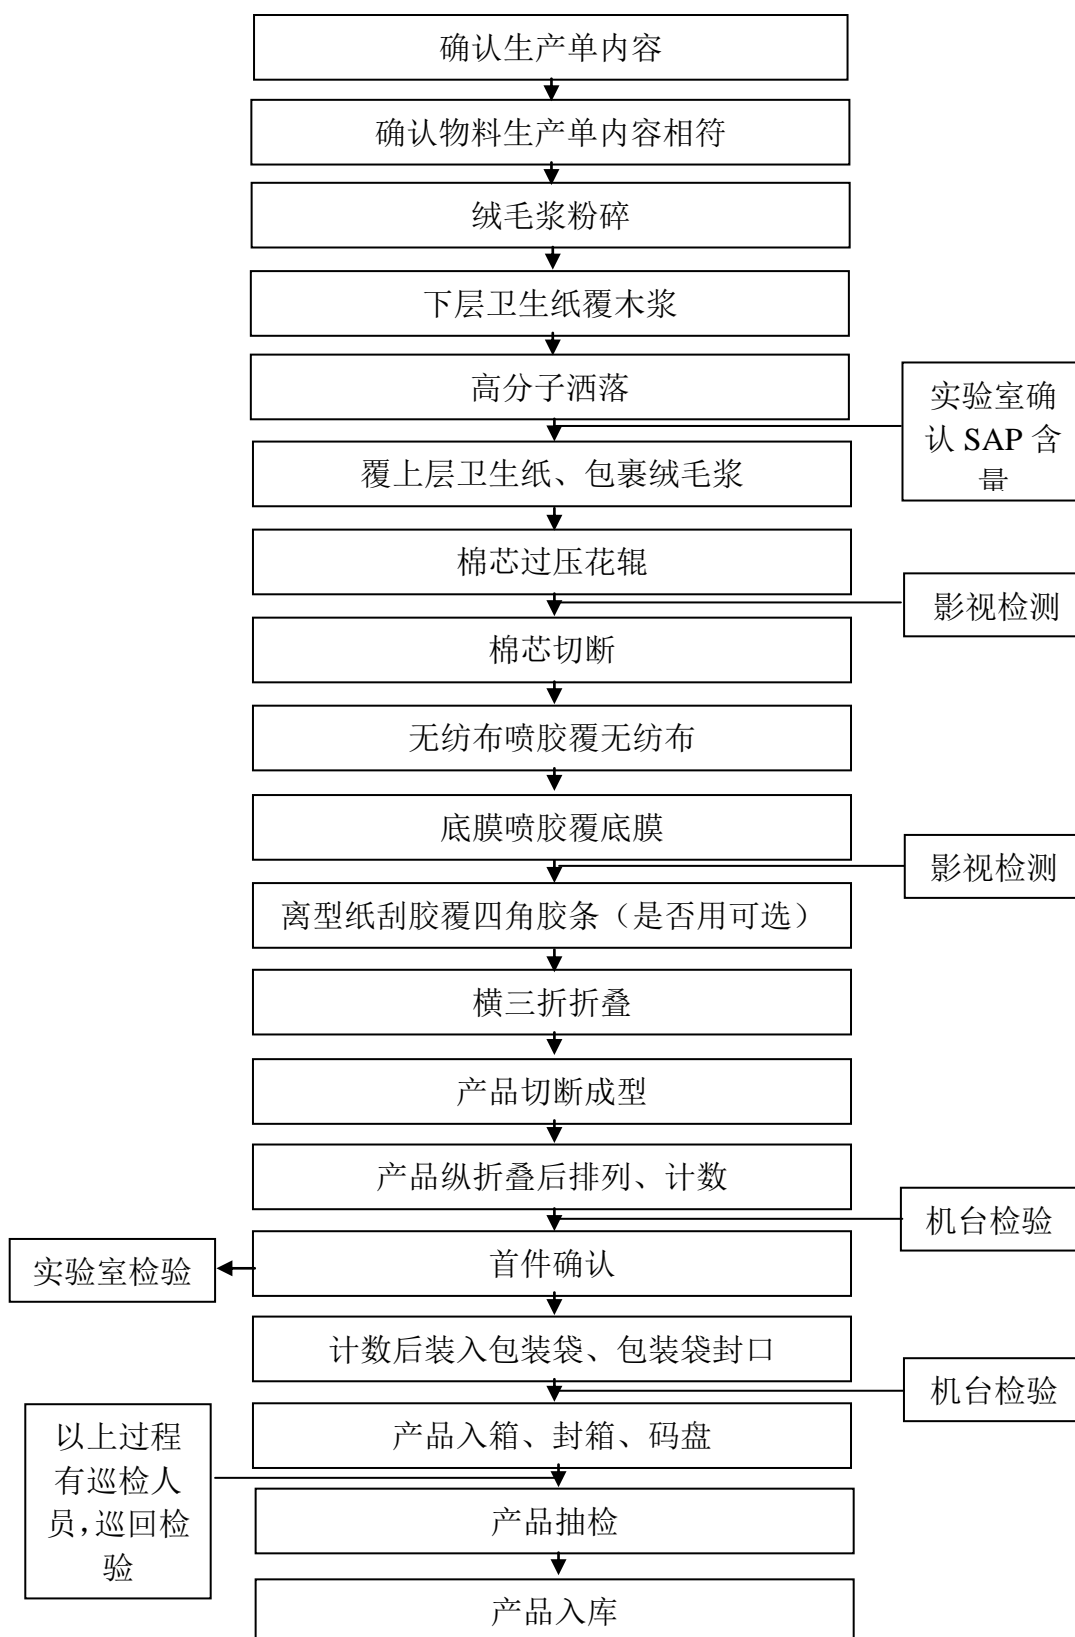 确认生产单内容
确认物料生产单内容相符
绒毛浆粉碎
下层卫生纸覆木浆
高分子洒落
实验室确
认 SAP 含
量
覆上层卫生纸、包裹绒毛浆
棉芯过压花辊
影视检测
棉芯切断
无纺布喷胶覆无纺布
底膜喷胶覆底膜
影视检测
离型纸刮胶覆四角胶条（是否用可选）
横三折折叠
产品切断成型
产品纵折叠后排列、计数
机台检验
首件确认
实验室检验
计数后装入包装袋、包装袋封口
机台检验
产品入箱、封箱、码盘
以上过程
有巡检人
员，巡回检
验
产品抽检
产品入库